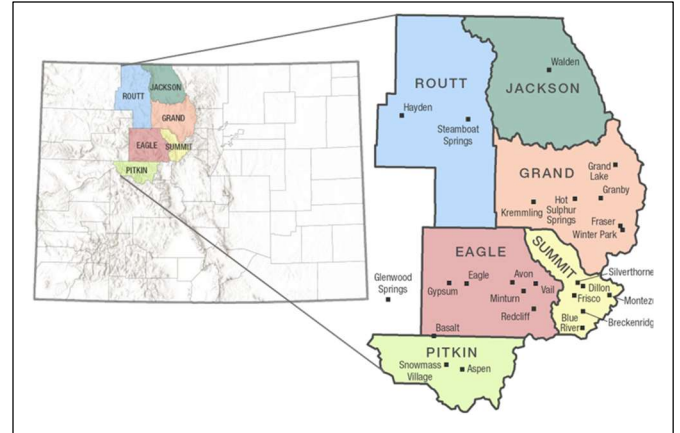 ROUTT
JACKSON
GRAND
EAGLE
SUMMIT
PITKIN
ROUTT
Hayden
Steamboat
Springs
Walden
JACKSON
GRAND
Grand
Lake
Granby
Hot
Sulphur
Springs
Kremmling
Fraser
Winter Park
EAGLE
Eagle
Gypsum
Avon
Vail
Minturn
Redcliff
SUMMIT
Silverthorne
Dillon
Frisco
Montezu
Blue
River
Breckenridg
Glenwood
Springs
Basalt
PITKIN
Snowmass
Village
Aspen